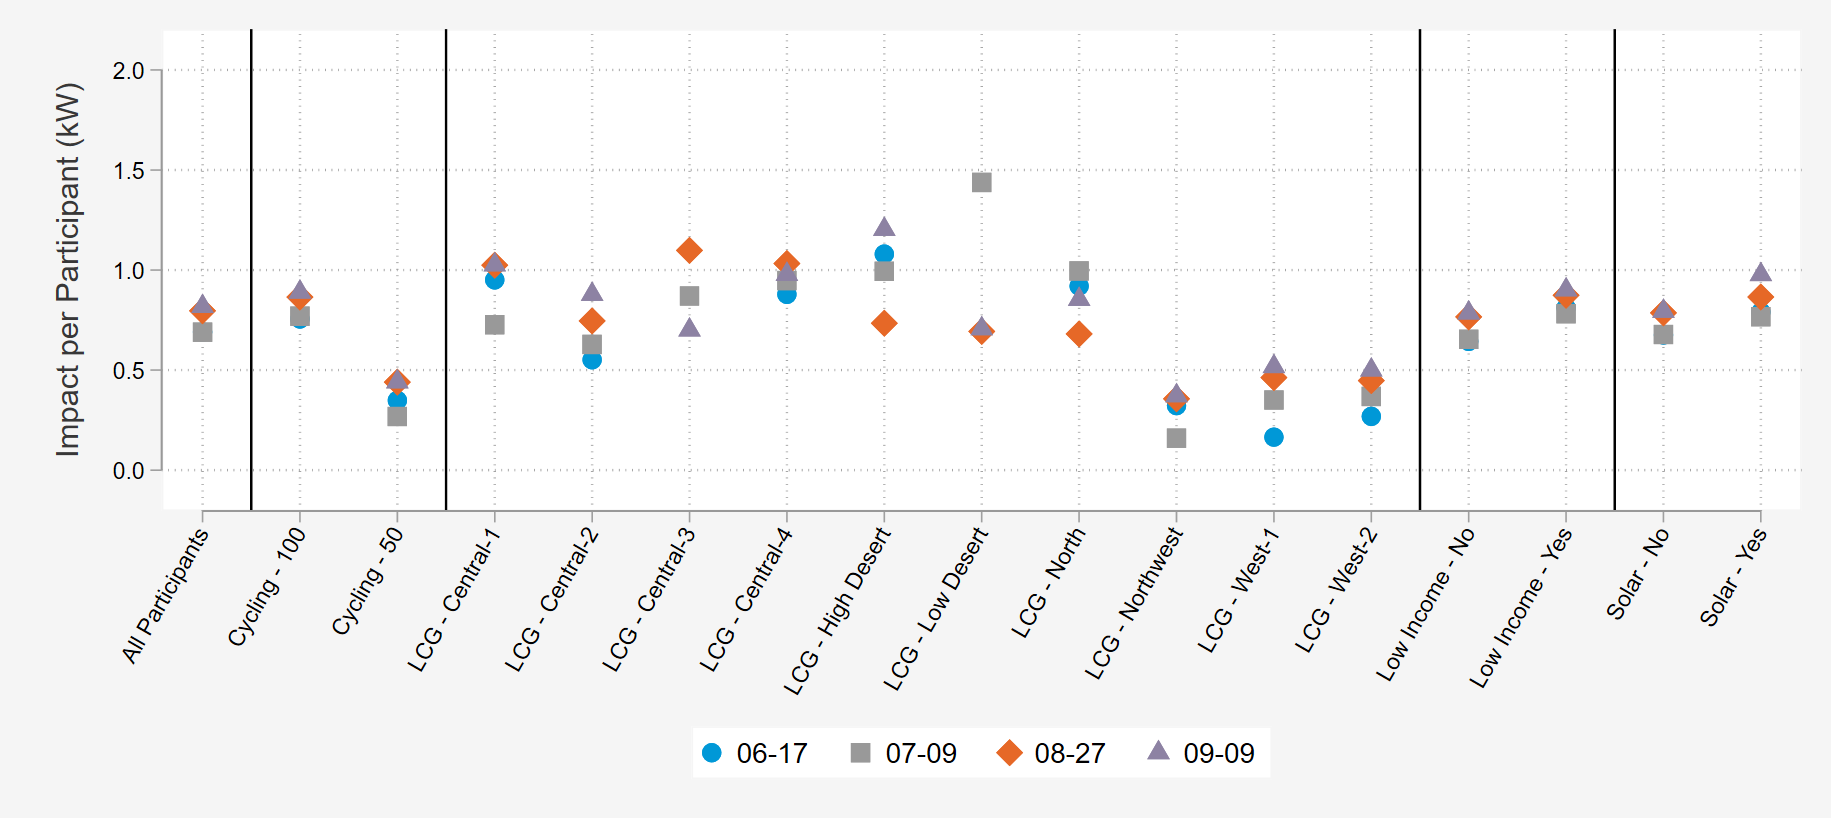 Impact per Participant (kW)
2.0
1.5
1.0
0.5
0.0
All Participants
Cycling - 100
Cycling - 50
LCG - Central-1
LCG - Central-2
LCG - Central-3
LCG - Central-4
LCG - High Desert
LCG - Low Desert
LCG - North
LCG - Northwest
LCG - West-1
LCG - West-2
Low Income - No
Low Income - Yes
Solar - No
Solar - Yes
06-17 07-09 08-27 09-09